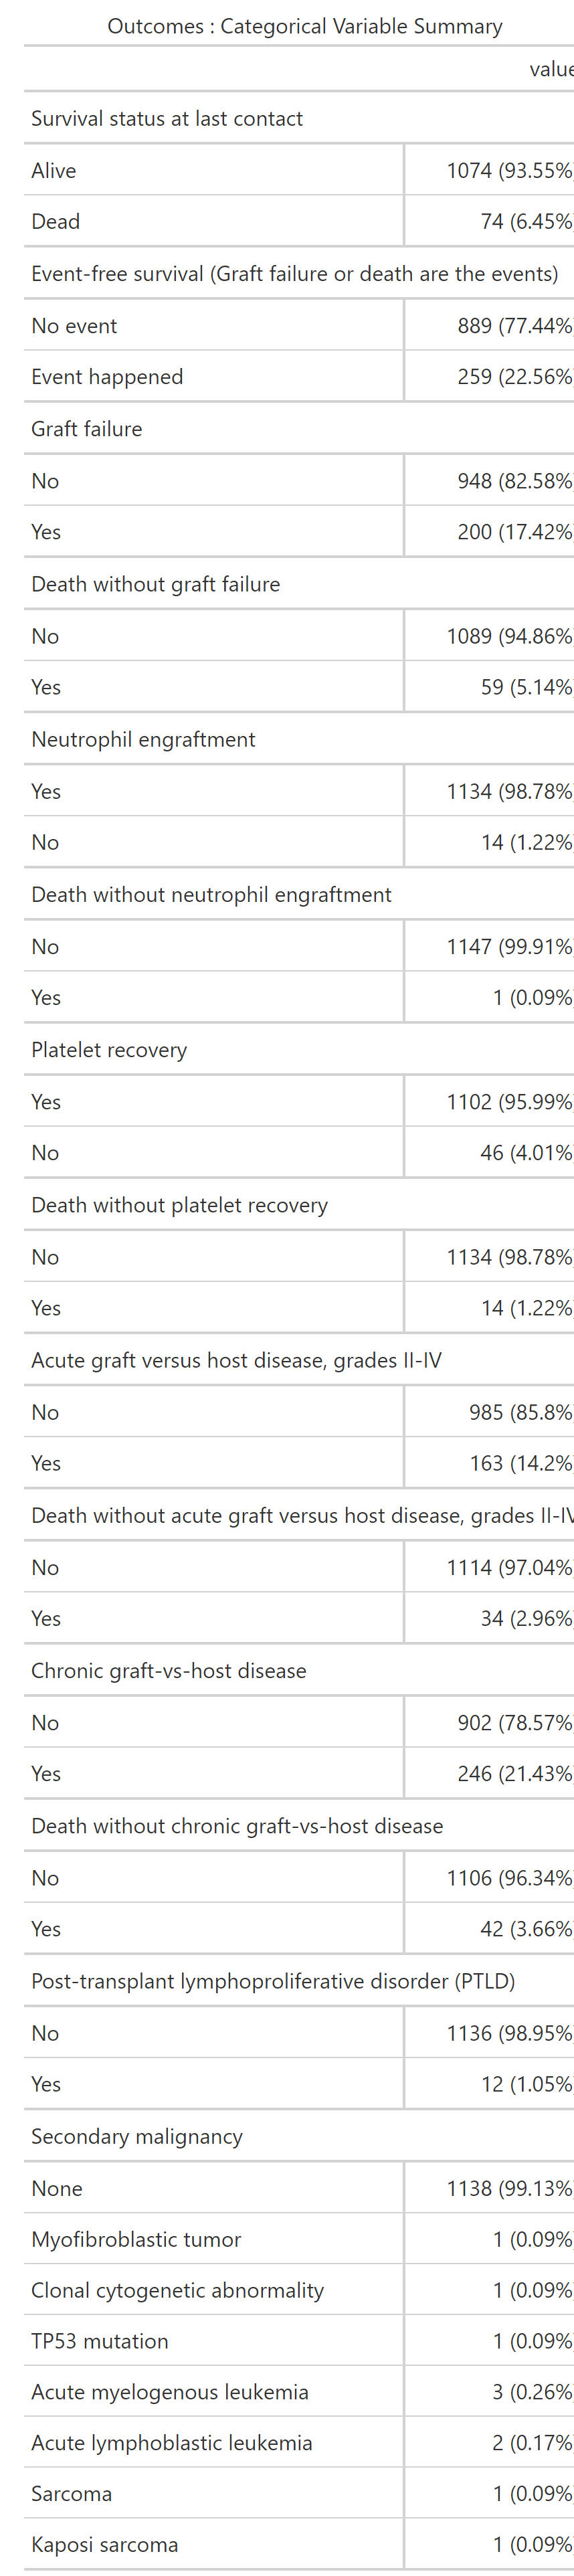 Outcomes : Categorical Variable Summary
value
Survival status at last contact
Alive 1074 (93.55%)
Dead 74 (6.45%)
Event-free survival (Graft failure or death are the events)
No event 889 (77.44%)
Event happened 259 (22.56%)
Graft failure
No 948 (82.58%)
Yes 200 (17.42%)
Death without graft failure
No 1089 (94.86%)
Yes 59 (5.14%)
Neutrophil engraftment
Yes 1134 (98.78%)
No 14 (1.22%)
Death without neutrophil engraftment
No 1147 (99.91%)
Yes 1 (0.09%)
Platelet recovery
Yes 1102 (95.99%)
No 46 (4.01%)
Death without platelet recovery
No 1134 (98.78%)
Yes 14 (1.22%)
Acute graft versus host disease, grades II-IV
No 985 (85.8%)
Yes 163 (14.2%)
Death without acute graft versus host disease, grades II-IV
No 1114 (97.04%)
Yes 34 (2.96%)
Chronic graft-vs-host disease
No 902 (78.57%)
Yes 246 (21.43%)
Death without chronic graft-vs-host disease
No 1106 (96.34%)
Yes 42 (3.66%)
Post-transplant lymphoproliferative disorder (PTLD)
No 1136 (98.95%)
Yes 12 (1.05%)
Secondary malignancy
None 1138 (99.13%)
Myofibroblastic tumor 1 (0.09%)
Clonal cytogenetic abnormality 1 (0.09%)
TP53 mutation 1 (0.09%)
Acute myelogenous leukemia 3 (0.26%)
Acute lymphoblastic leukemia 2 (0.17%)
Sarcoma 1 (0.09%)
Kaposi sarcoma 1 (0.09%)